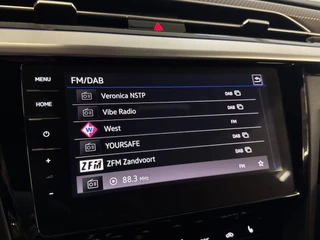 FM/DAB
MENU
Veronica NSTP DAB
HOME
Vibe Radio DAB
W West FM
YOURSAFE DAB
ZFM ZFM Zandvoort DAB
88.3 MHz FM